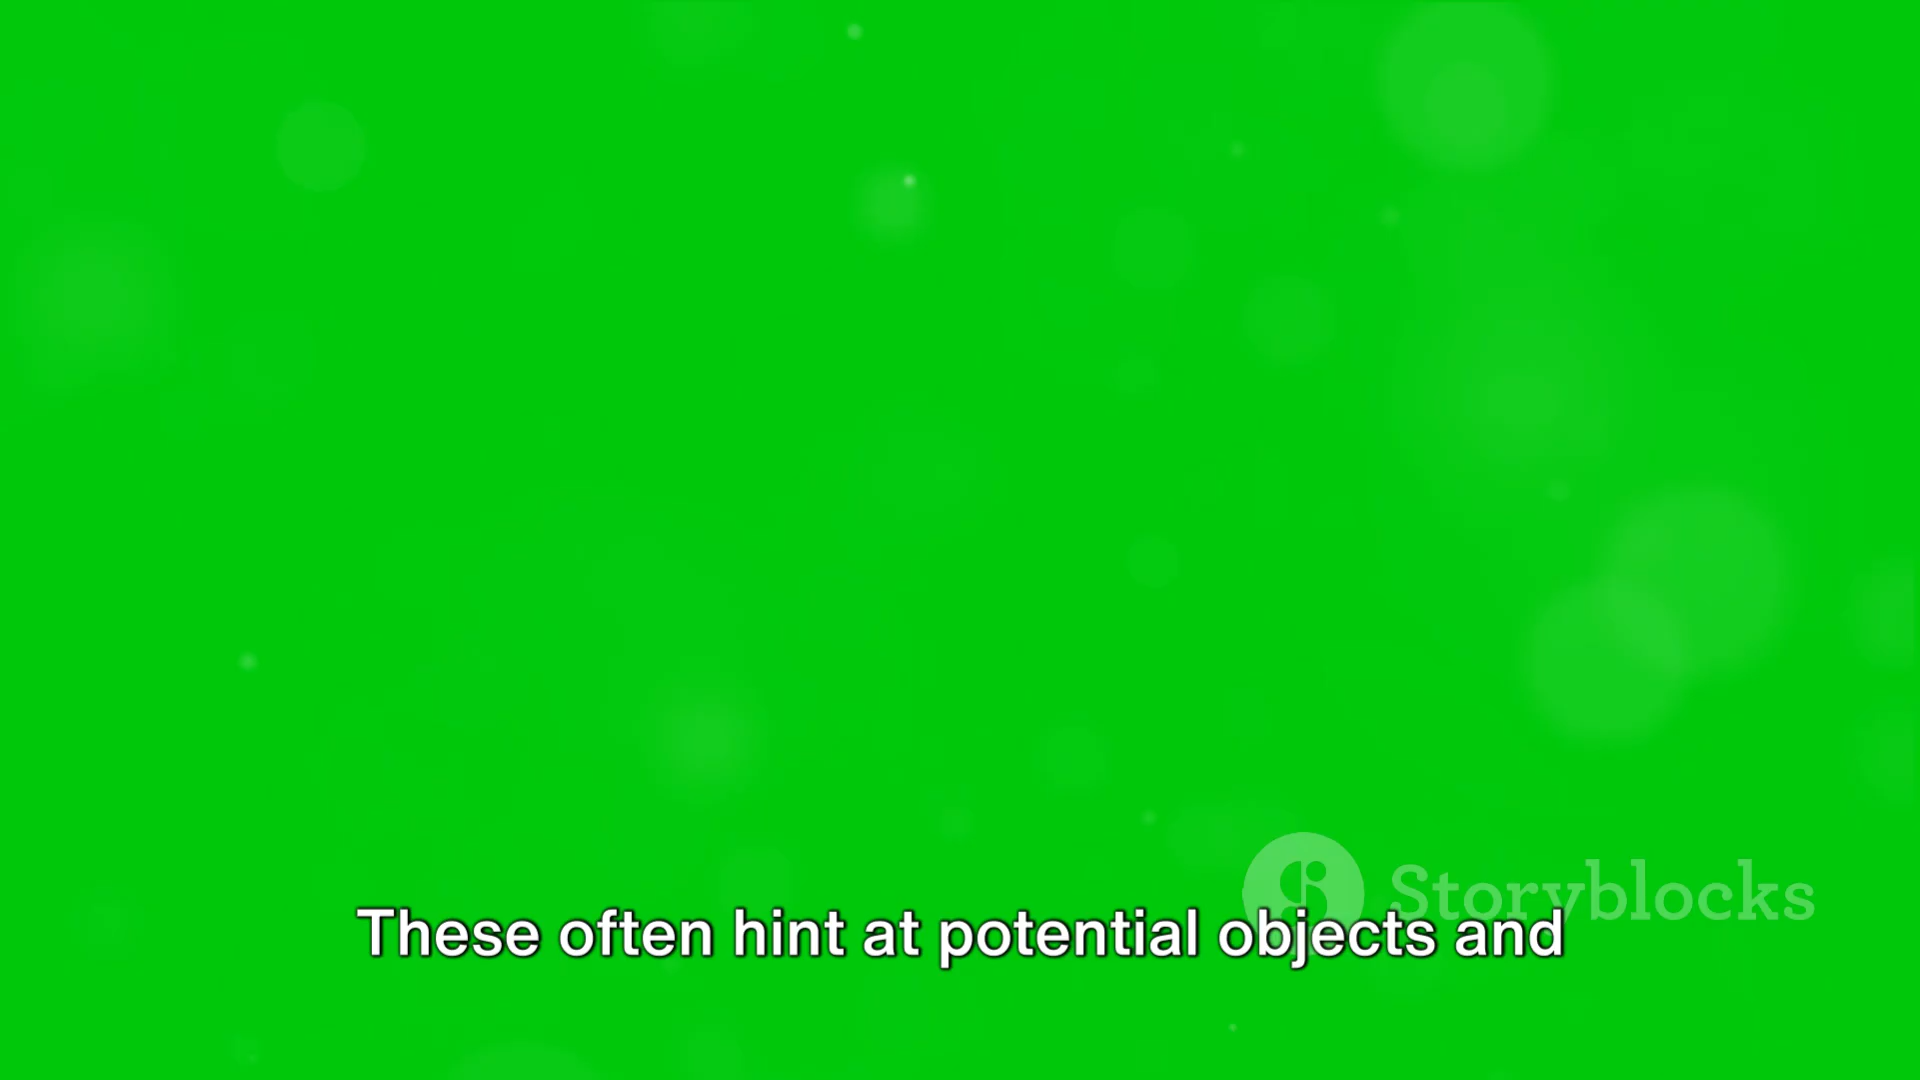 Storyblocks
These often hint at potential objects and